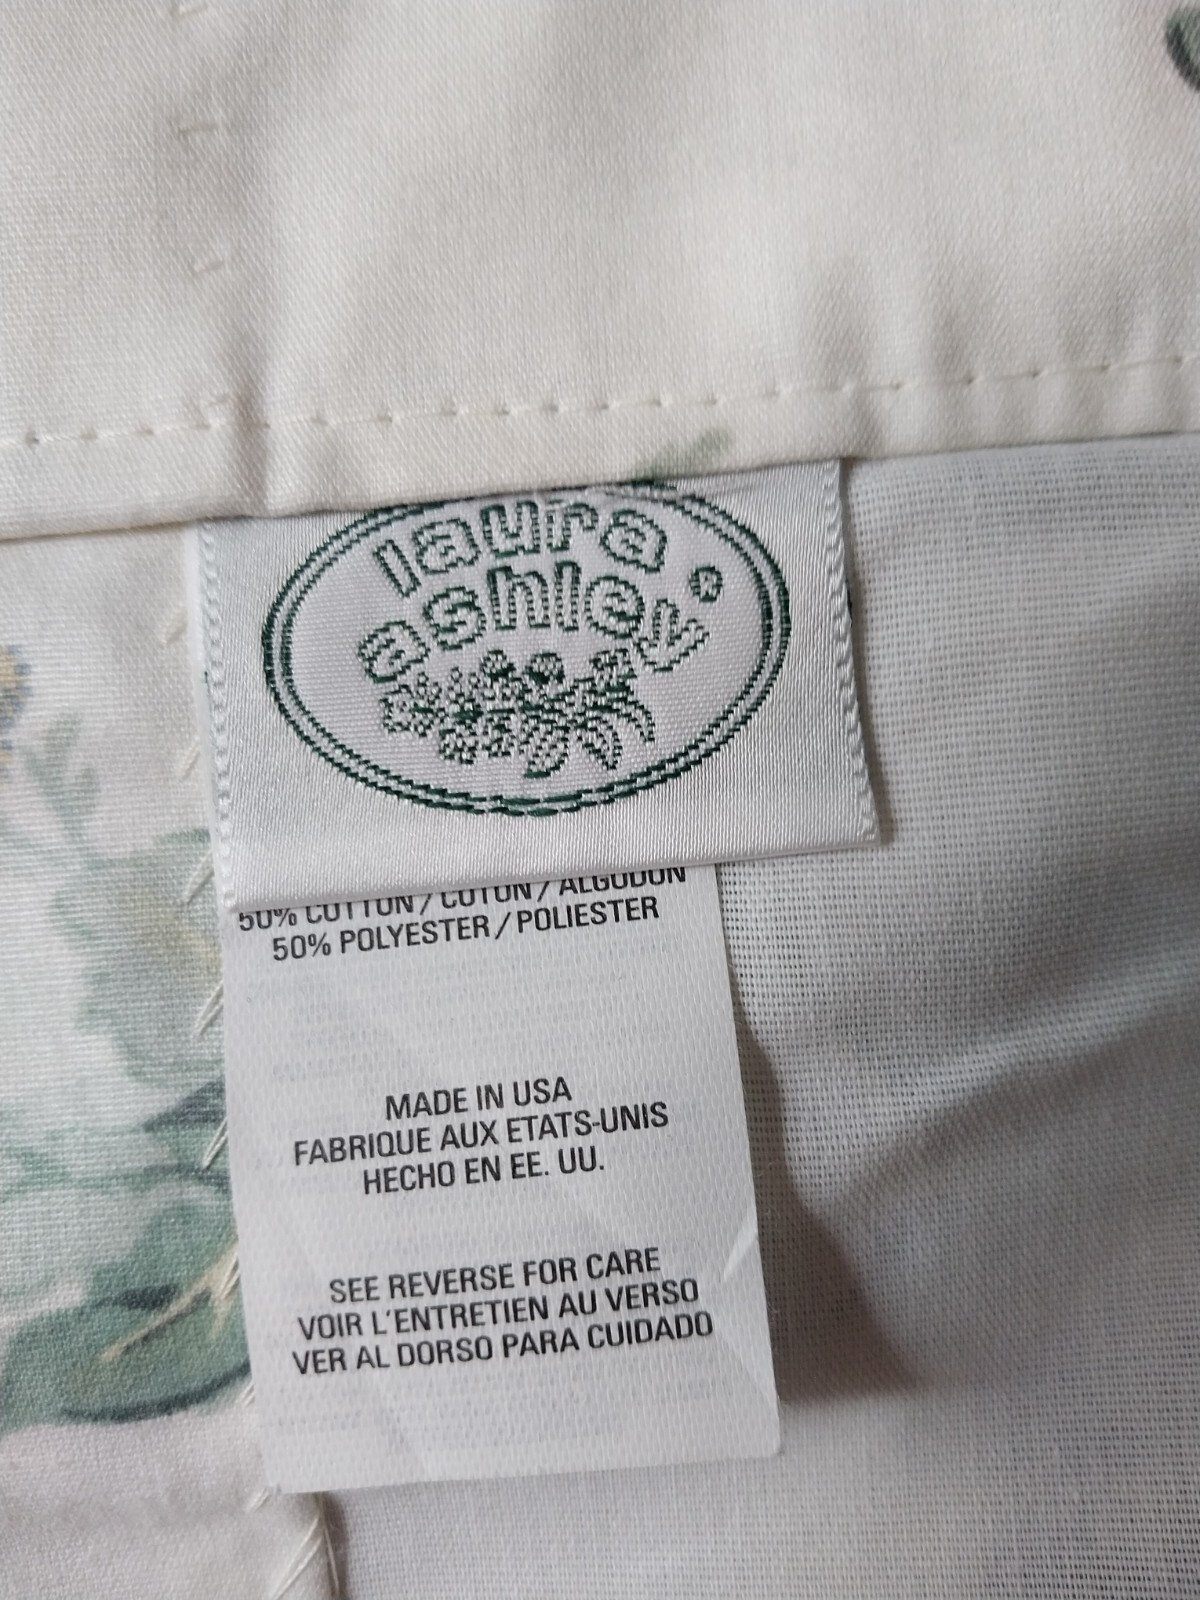 laura
ashley®
50% COTTON / COTON / ALGODON
50% POLYESTER / POLIESTER
MADE IN USA
FABRIQUE AUX ETATS-UNIS
HECHO EN EE. UU.
SEE REVERSE FOR CARE
VOIR L'ENTRETIEN AU VERSO
VER AL DORSO PARA CUIDADO